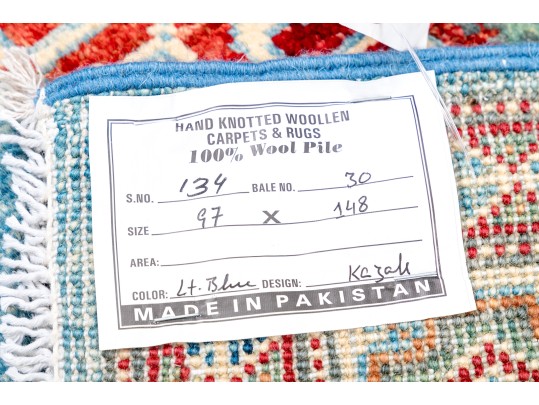 HAND KNOTTED WOOLLEN
CARPETS & RUGS
100% Wool Pile
S.NO. 134 BALE NO. 30
SIZE 97 X 148
AREA:
COLOR: Lt. Blue DESIGN: Kazak
MADE IN PAKISTAN